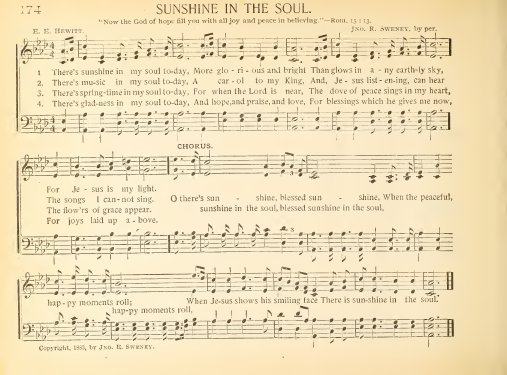 174 SUNSHINE IN THE SOUL.
"Now the God of hope fill you with all joy and peace in believing."—Rom. 15 : 13.
E. E. HEWITT. JNO. R. SWENEY, by per.
1 There's sunshine in my soul to-day, More glo - ri - ous and bright Than glows in a - ny earth-ly sky,
2 There's mu-sic in my soul to-day, A car - ol to my King, And, Je - sus list - en-ing, can hear
3. There's spring-time in my soul to-day, For when the Lord is near, The dove of peace sings in my heart,
4. There's glad-ness in my soul to-day, And hope, and praise, and love, For blessings which he gives me now,
CHORUS.
For Je - sus is my light.
The songs I can-not sing. O there's sun - shine, blessed sun - shine, When the peaceful,
The flow'rs of grace appear. sunshine in the soul, blessed sunshine in the soul,
For joys laid up a - bove.
hap-py moments roll; When Je-sus shows his smiling face There is sun-shine in the soul.
hap-py moments roll,
Copyright, 1887, by JNO. R. SWENEY.